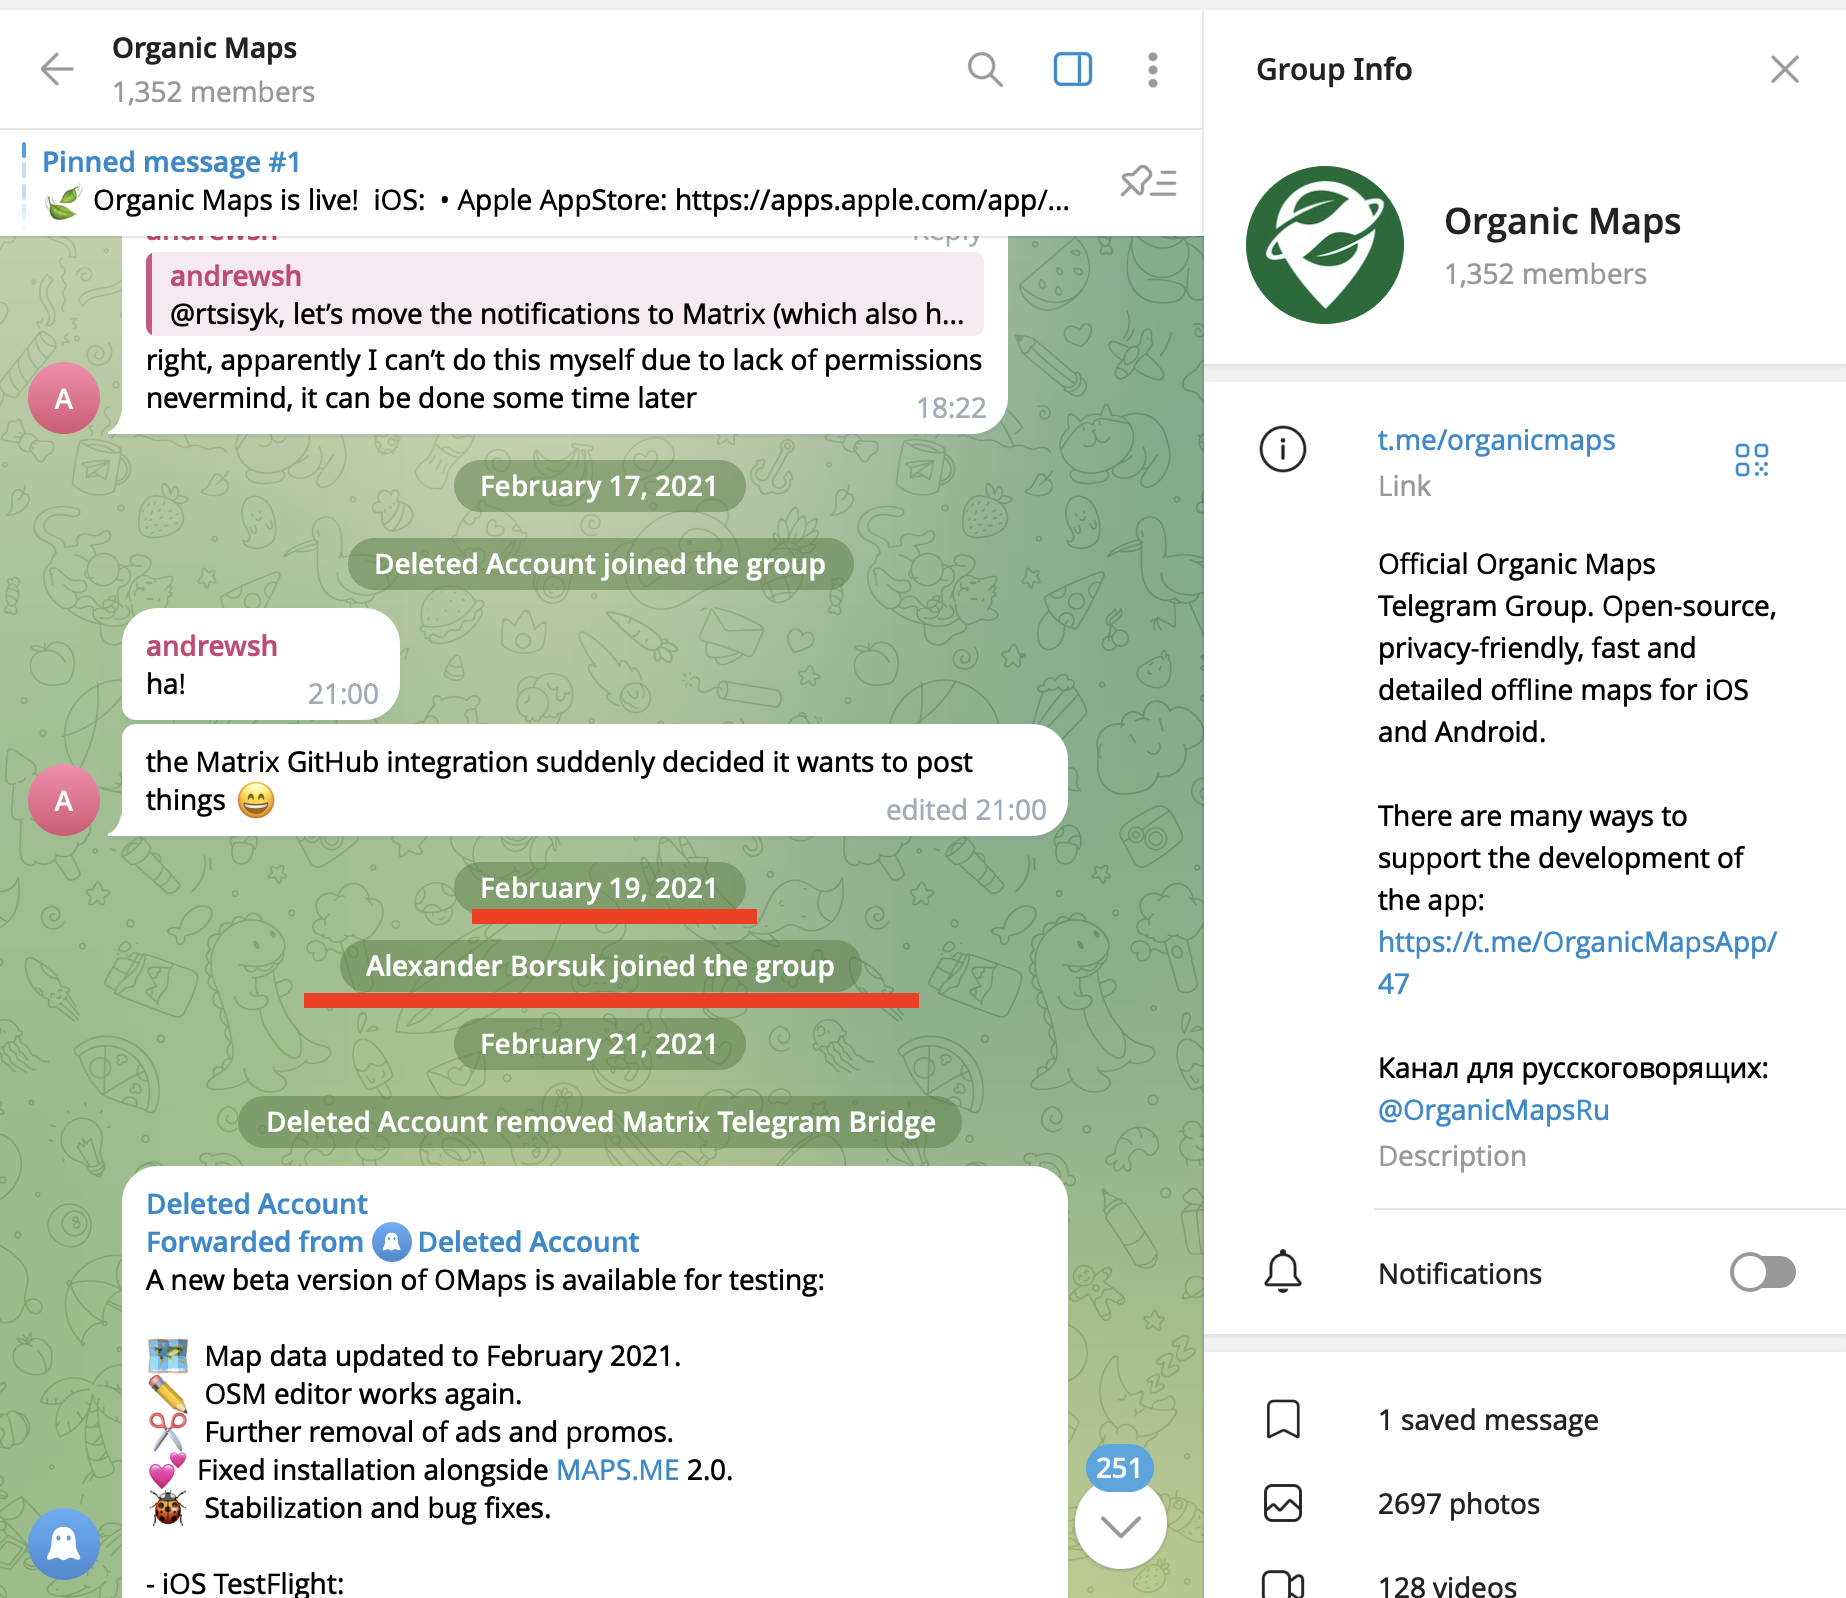 Organic Maps
1,352 members
Pinned message #1
🌿 Organic Maps is live!  iOS:  • Apple AppStore: https://apps.apple.com/app/...
andrewsh
Reply
andrewsh
@rtsisyk, let’s move the notifications to Matrix (which also h...
right, apparently I can’t do this myself due to lack of permissions
nevermind, it can be done some time later
18:22
A
February 17, 2021
Deleted Account joined the group
andrewsh
ha!
21:00
the Matrix GitHub integration suddenly decided it wants to post
things 😄
edited 21:00
A
February 19, 2021
Alexander Borsuk joined the group
February 21, 2021
Deleted Account removed Matrix Telegram Bridge
Deleted Account
Forwarded from Deleted Account
A new beta version of OMaps is available for testing:
🗺 Map data updated to February 2021.
✏️ OSM editor works again.
✂️ Further removal of ads and promos.
💕 Fixed installation alongside MAPS.ME 2.0.
🐞 Stabilization and bug fixes.
- iOS TestFlight:
251
Group Info
Organic Maps
1,352 members
t.me/organicmaps
Link
Official Organic Maps
Telegram Group. Open-source,
privacy-friendly, fast and
detailed offline maps for iOS
and Android.
There are many ways to
support the development of
the app:
https://t.me/OrganicMapsApp/
47
Канал для русскоговорящих:
@OrganicMapsRu
Description
Notifications
1 saved message
2697 photos
128 videos